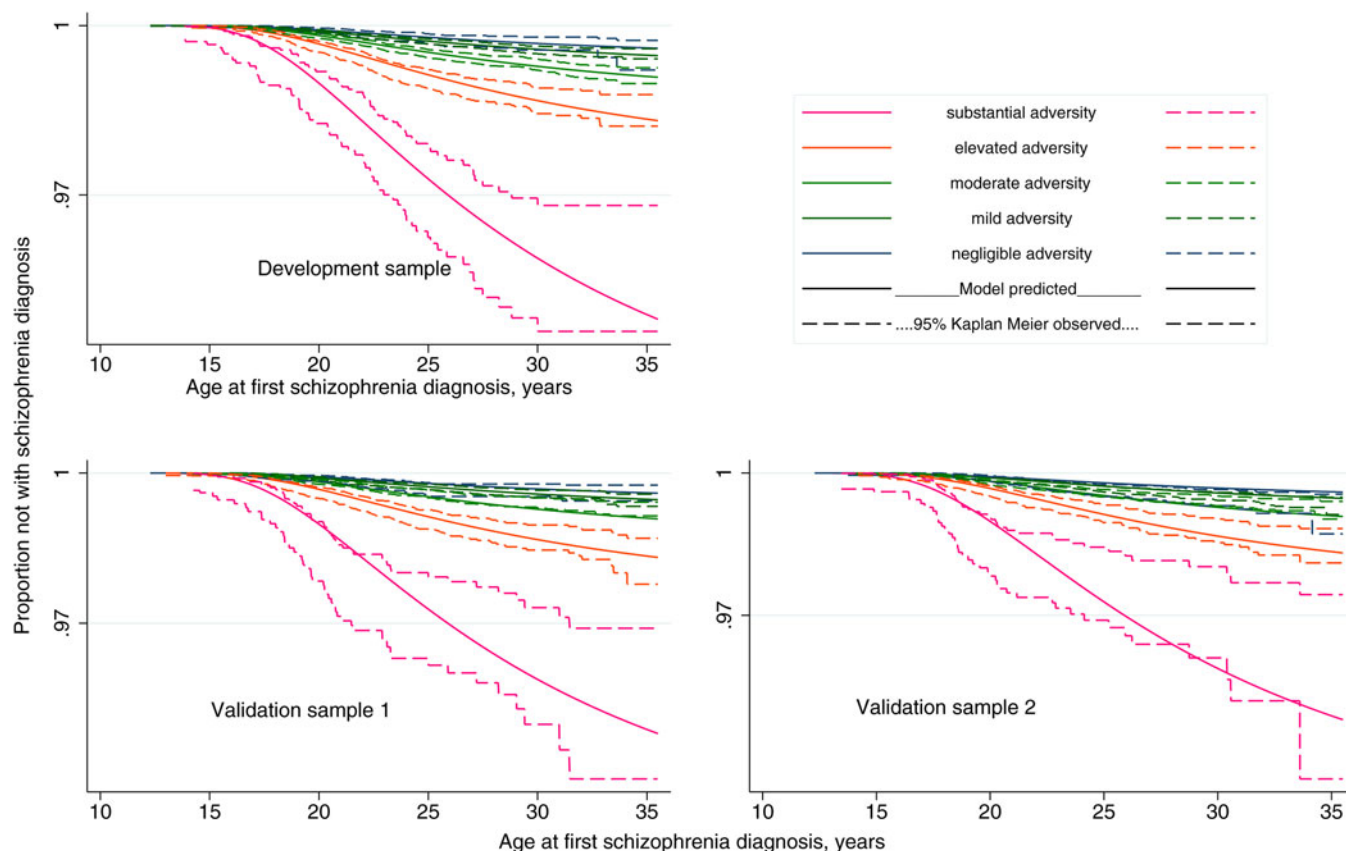 Proportion not with schizophrenia diagnosis
1
.97
Development sample
10 15 20 25 30 35
Age at first schizophrenia diagnosis, years
substantial adversity
elevated adversity
moderate adversity
mild adversity
negligible adversity
________Model predicted________
....95% Kaplan Meier observed....
1
.97
Validation sample 1
10 15 20 25 30 35
1
.97
Validation sample 2
10 15 20 25 30 35
Age at first schizophrenia diagnosis, years